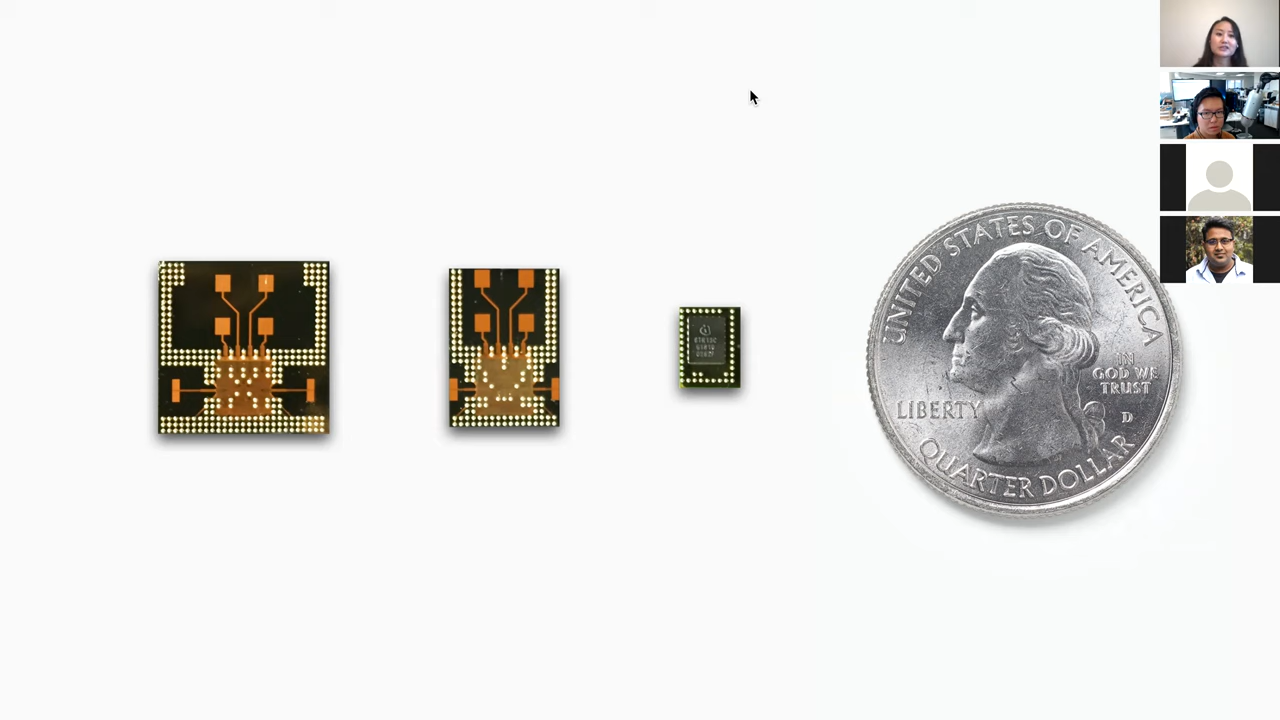 UNITED STATES OF AMERICA
IN
GOD WE
TRUST
LIBERTY
D
QUARTER DOLLAR